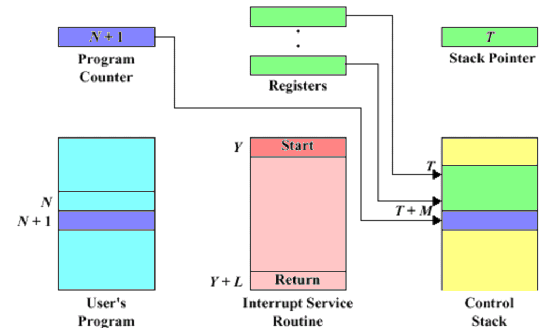 N + 1
Program
Counter
Registers
T
Stack Pointer
Y
Start
T
N
N + 1
T + M
Y + L
Return
User's
Program
Interrupt Service
Routine
Control
Stack